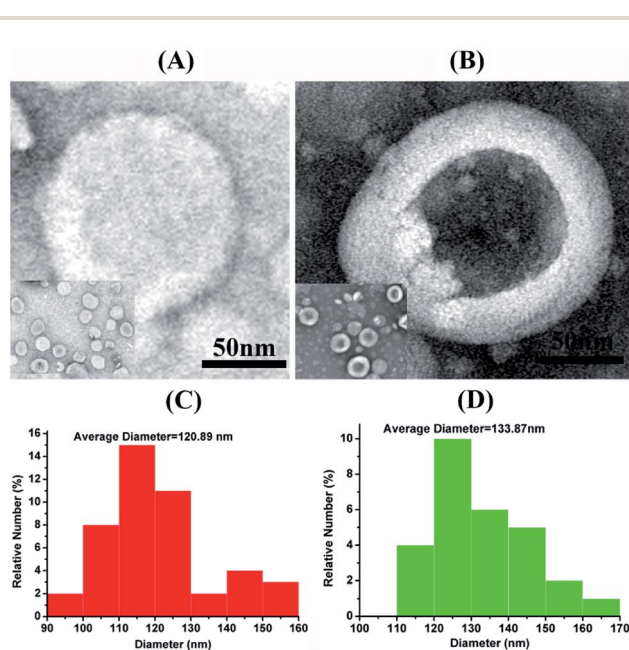 (A)
(B)
50nm
50nm
(C)
(D)
Average Diameter=120.89 nm
Relative Number (%)
16
14
12
10
8
6
4
2
0
90 100 110 120 130 140 150 160
Diameter (nm)
Average Diameter=133.87nm
Relative Number (%)
10
8
6
4
2
0
100 110 120 130 140 150 160 170
Diameter (nm)